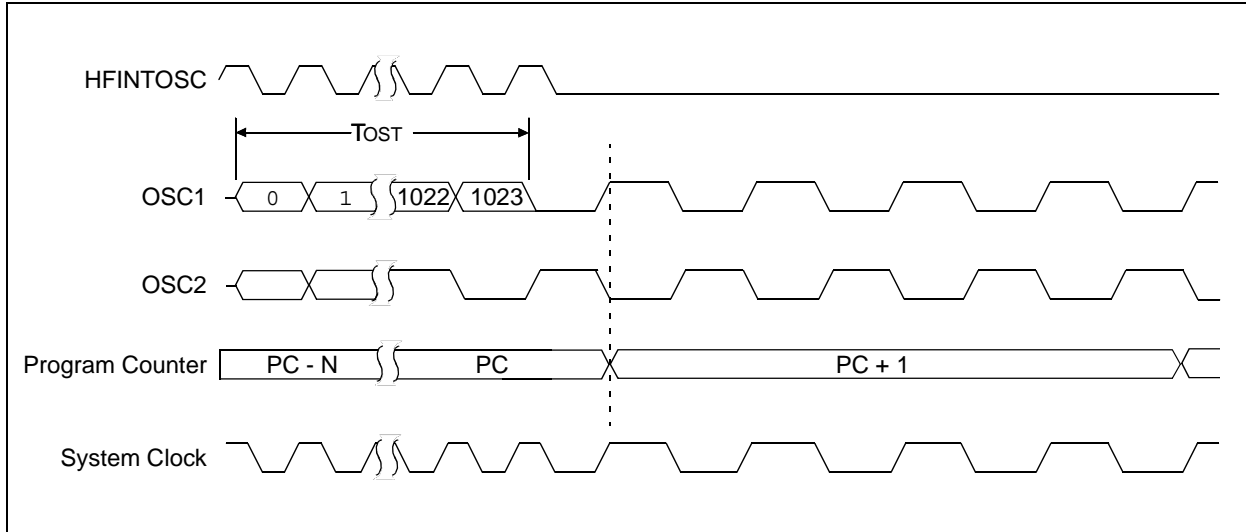 HFINTOSC
TOST
OSC1 0 1 1022 1023
OSC2
Program Counter PC - N PC PC + 1
System Clock